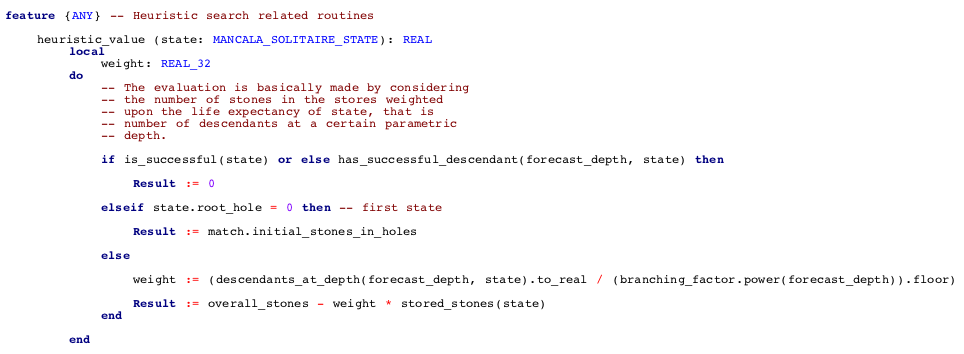 feature {ANY} -- Heuristic search related routines
heuristic_value (state: MANCALA_SOLITAIRE_STATE): REAL
local
weight: REAL_32
do
-- The evaluation is basically made by considering
-- the number of stones in the stores weighted
-- upon the life expectancy of state, that is
-- number of descendants at a certain parametric
-- depth.
if is_successful(state) or else has_successful_descendant(forecast_depth, state) then
Result := 0
elseif state.root_hole = 0 then -- first state
Result := match.initial_stones_in_holes
else
weight := (descendants_at_depth(forecast_depth, state).to_real / (branching_factor.power(forecast_depth)).floor)
Result := overall_stones - weight * stored_stones(state)
end
end